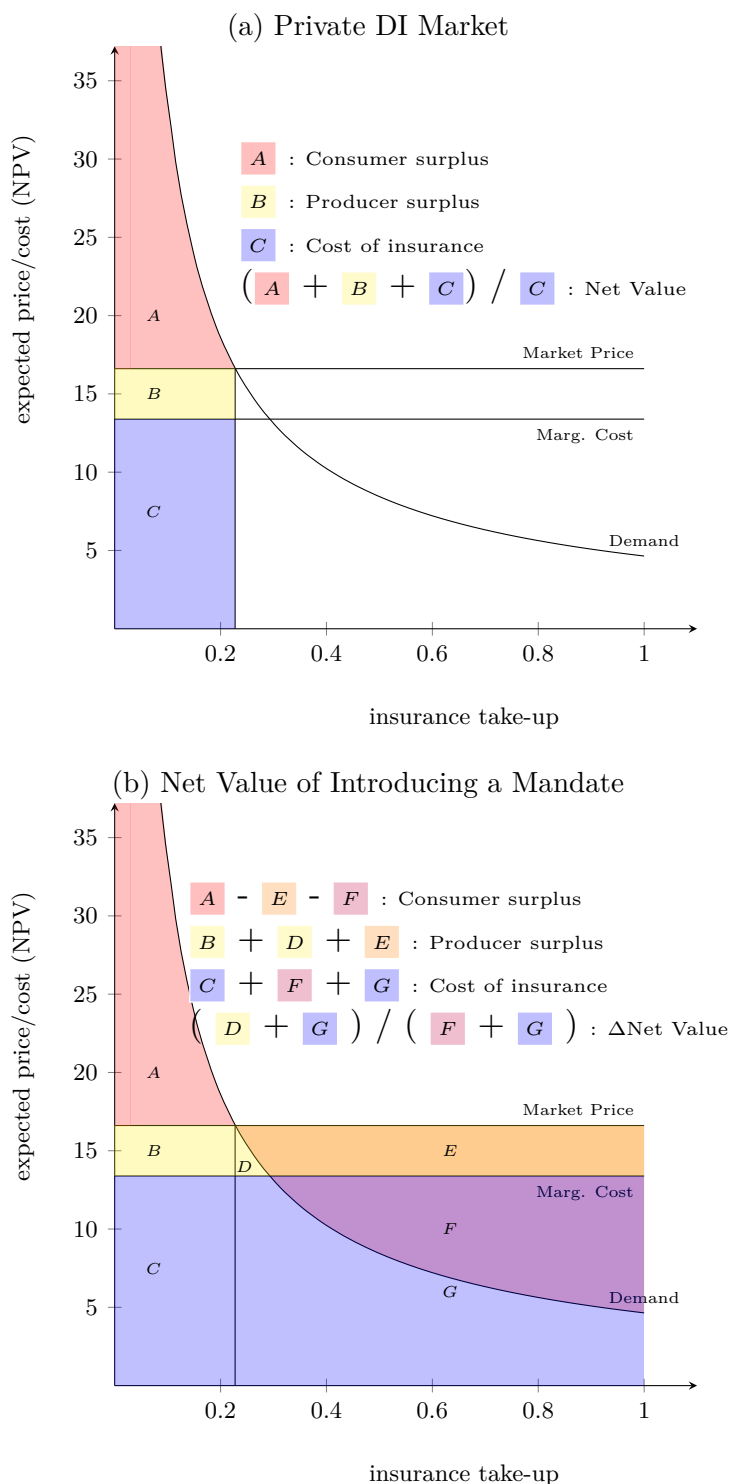 (a) Private DI Market
expected price/cost (NPV)
35
30
25
20
15
10
5
A : Consumer surplus
B : Producer surplus
C : Cost of insurance
( A + B + C ) / C : Net Value
A
Market Price
B
Marg. Cost
C
Demand
0.2 0.4 0.6 0.8 1
insurance take-up
(b) Net Value of Introducing a Mandate
expected price/cost (NPV)
35
30
25
20
15
10
5
A - E - F : Consumer surplus
B + D + E : Producer surplus
C + F + G : Cost of insurance
( D + G ) / ( F + G ) : ΔNet Value
A
Market Price
B
E
D
Marg. Cost
F
C
G
Demand
0.2 0.4 0.6 0.8 1
insurance take-up